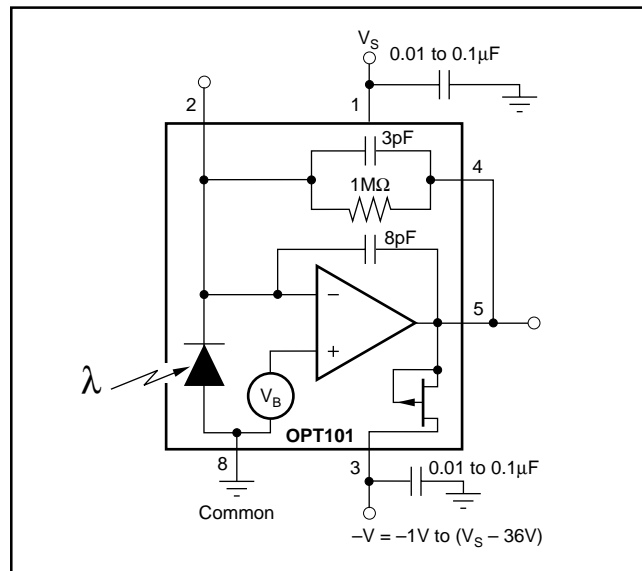 V_S
0.01 to 0.1µF
2
1
3pF
4
1MΩ
8pF
5
−
+
λ
V_B
OPT101
8
3
0.01 to 0.1µF
Common
–V = –1V to (V_S – 36V)